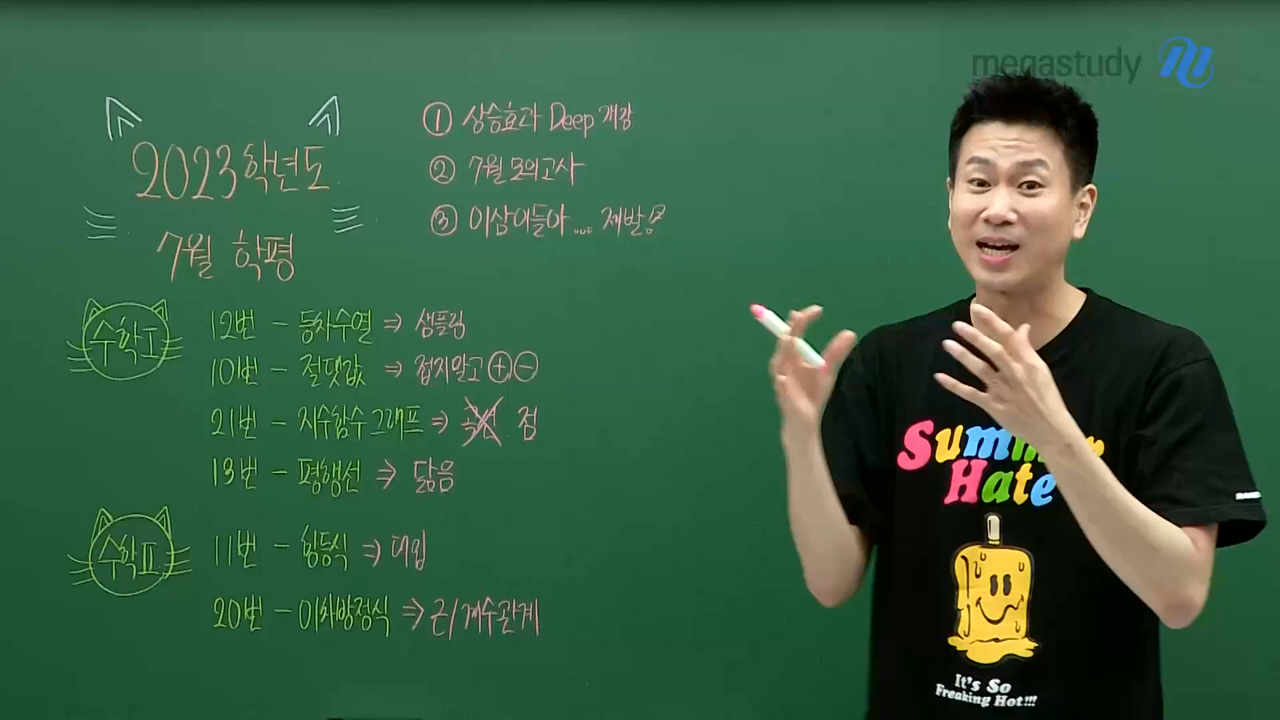 megastudy
2023학년도
7월 학평
① 상승효과 Deep 개강
② 7월 모의고사
③ 이삼이들아 .... 제발!
수학Ⅰ
12번 - 등차수열 ⇒ 샘플링
10번 - 절댓값 ⇒ 접지말고 ⊕⊖
21번 - 지수함수 그래프 ⇒ 곡선 점
13번 - 평행선 ⇒ 닮음
수학Ⅱ
11번 - 항등식 ⇒ 대입
20번 - 이차방정식 ⇒ 근/계수관계
Summer
Hate
It's So
Freaking Hot!!!